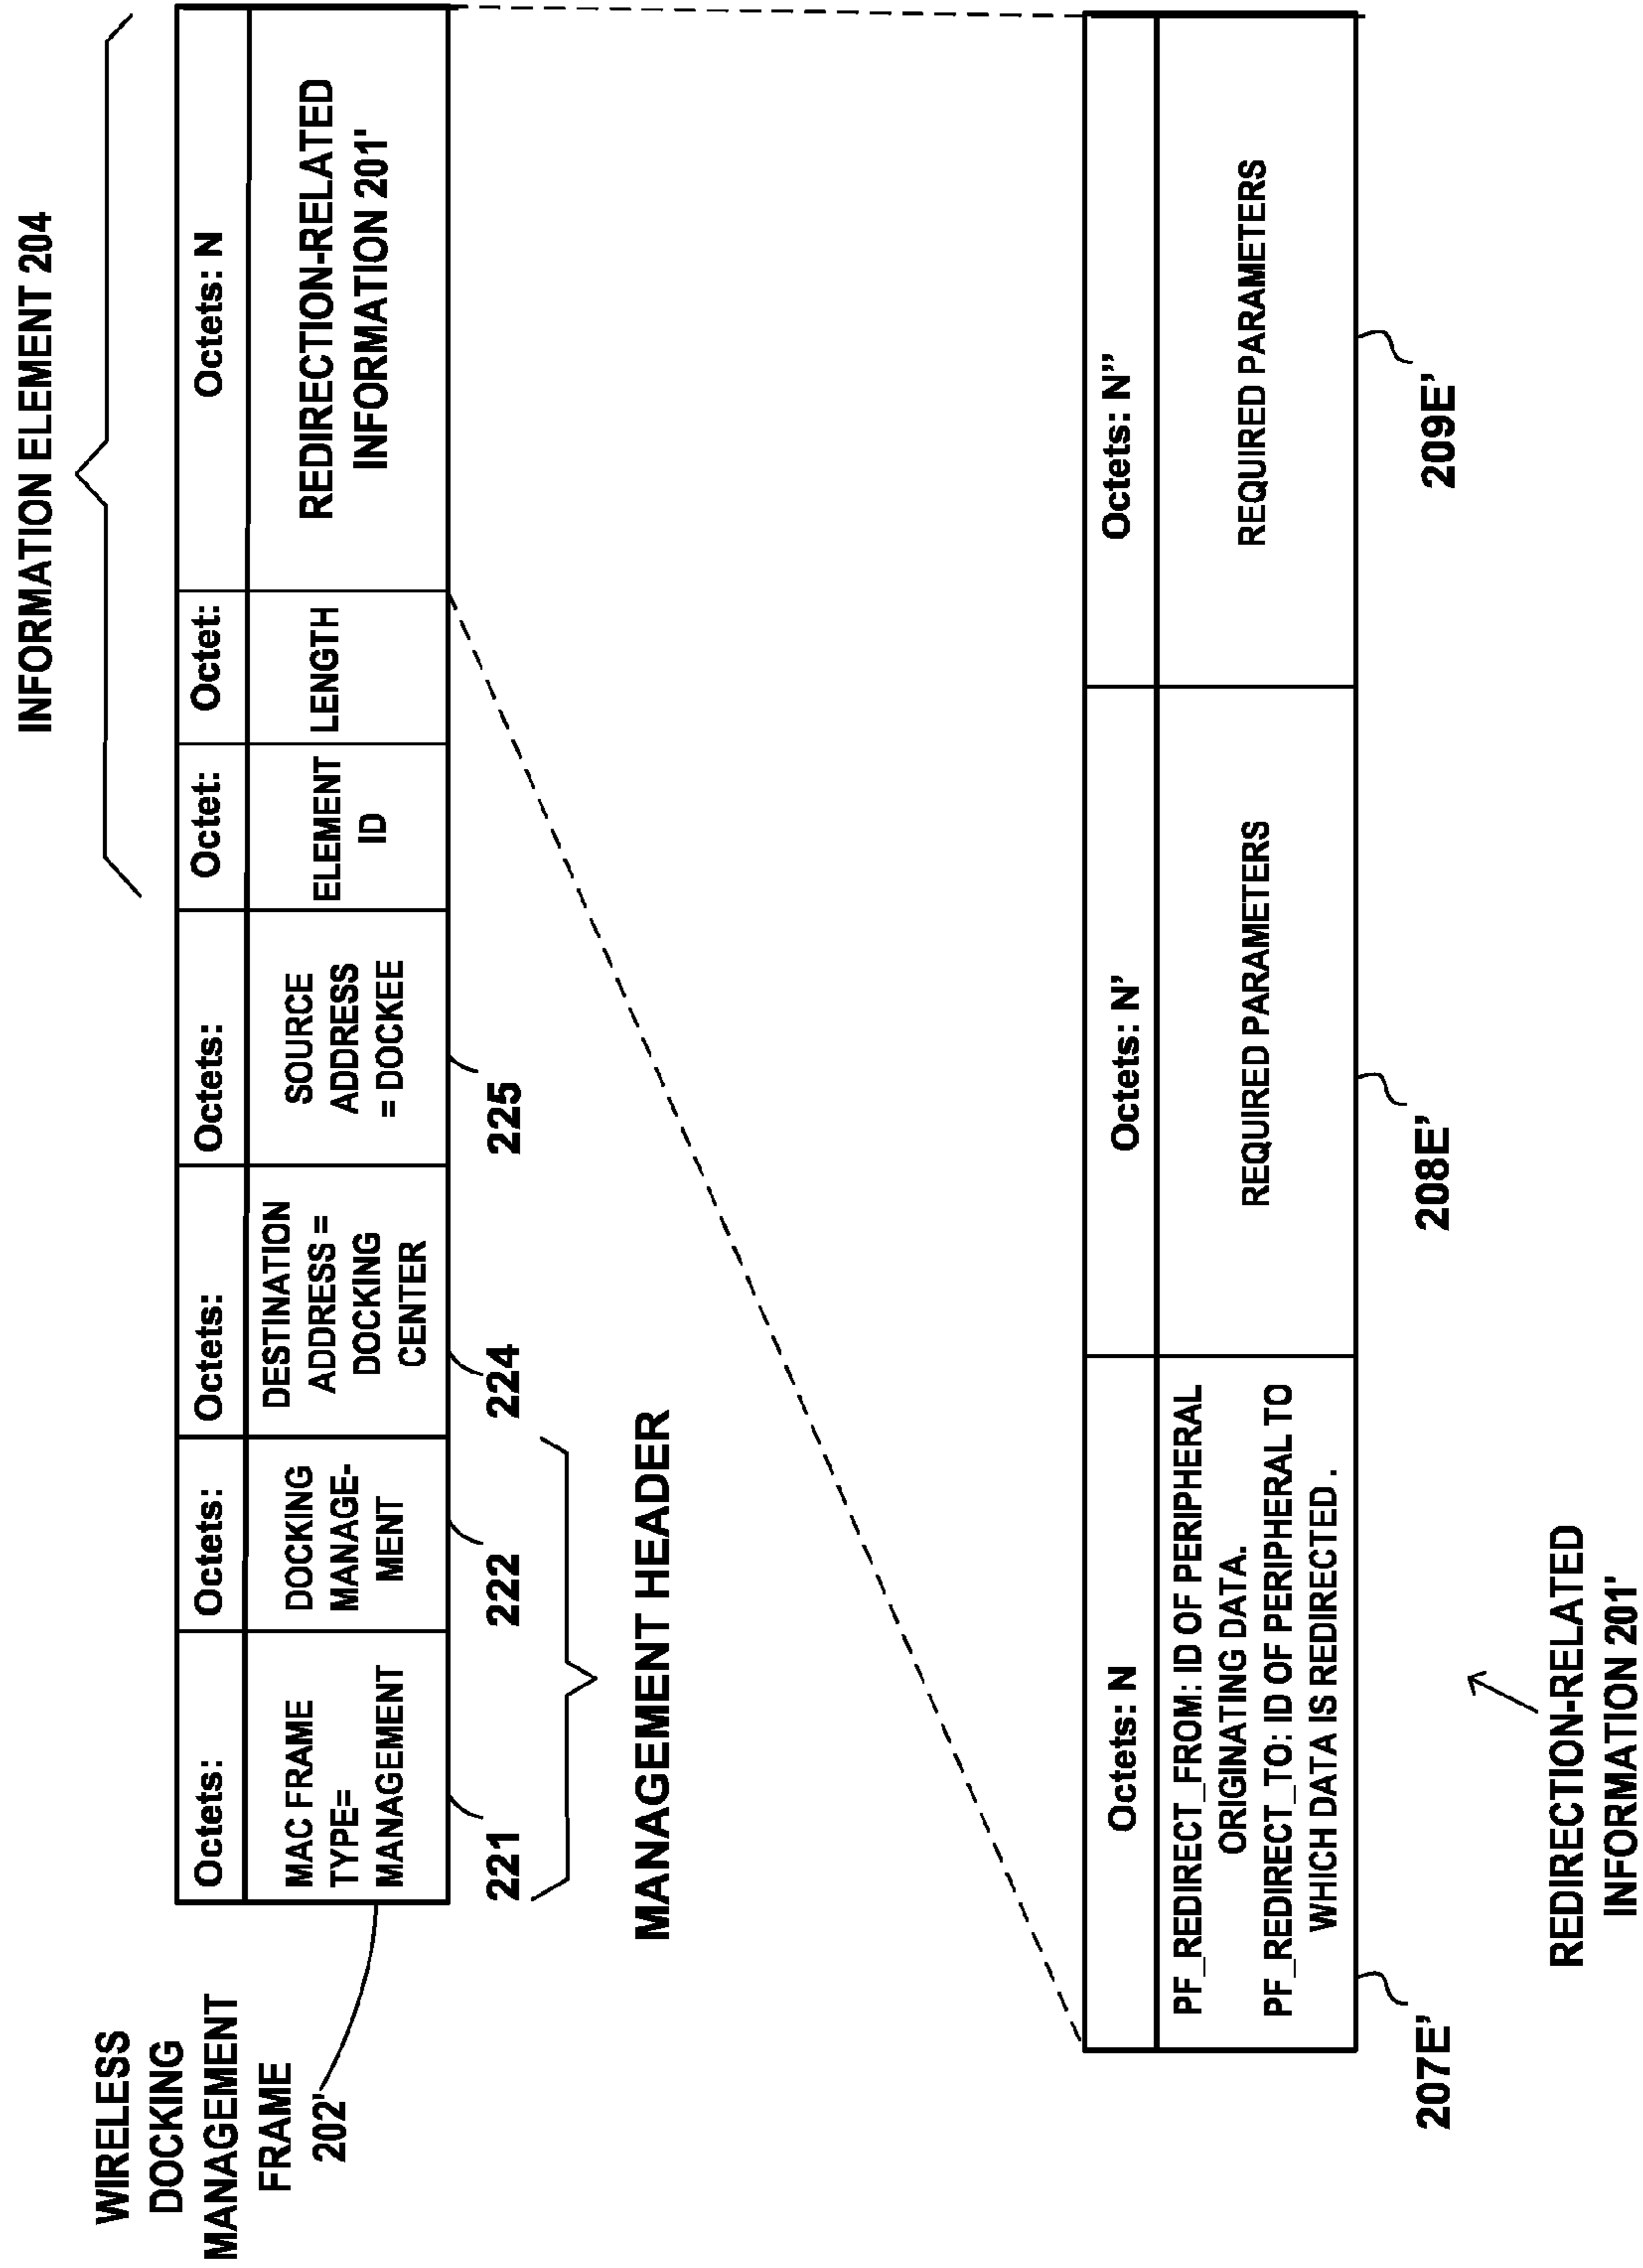 INFORMATION ELEMENT 204
WIRELESS
DOCKING
MANAGEMENT
FRAME
202'
Octets:
MAC FRAME
TYPE=
MANAGEMENT
221
Octets:
DOCKING
MANAGE-
MENT
222
MANAGEMENT HEADER
Octets:
DESTINATION
ADDRESS =
DOCKING
CENTER
224
Octets:
SOURCE
ADDRESS
= DOCKEE
225
Octet:
ELEMENT
ID
Octet:
LENGTH
Octets: N
REDIRECTION-RELATED
INFORMATION 201'
Octets: N
PF_REDIRECT_FROM: ID OF PERIPHERAL
ORIGINATING DATA.
PF_REDIRECT_TO: ID OF PERIPHERAL TO
WHICH DATA IS REDIRECTED .
207E’
Octets: N’
REQUIRED PARAMETERS
208E’
Octets: N’’
REQUIRED PARAMETERS
209E’
REDIRECTION-RELATED
INFORMATION 201'